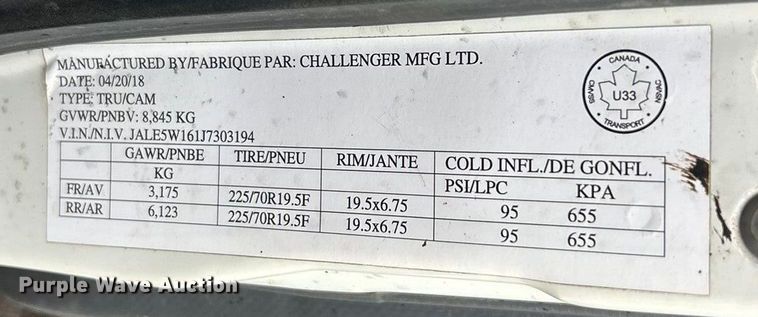 MANUFACTURED BY/FABRIQUE PAR: CHALLENGER MFG LTD.
DATE: 04/20/18
TYPE: TRU/CAM
GVWR/PNBV: 8,845 KG
V.I.N./N.I.V. JALE5W161J7303194
CANADA
CMVSS U33 NSVAC
TRANSPORT
GAWR/PNBE TIRE/PNEU RIM/JANTE COLD INFL./DE GONFL.
KG PSI/LPC KPA
FR/AV 3,175 225/70R19.5F 19.5x6.75 95 655
RR/AR 6,123 225/70R19.5F 19.5x6.75 95 655
Purple Wave Auction